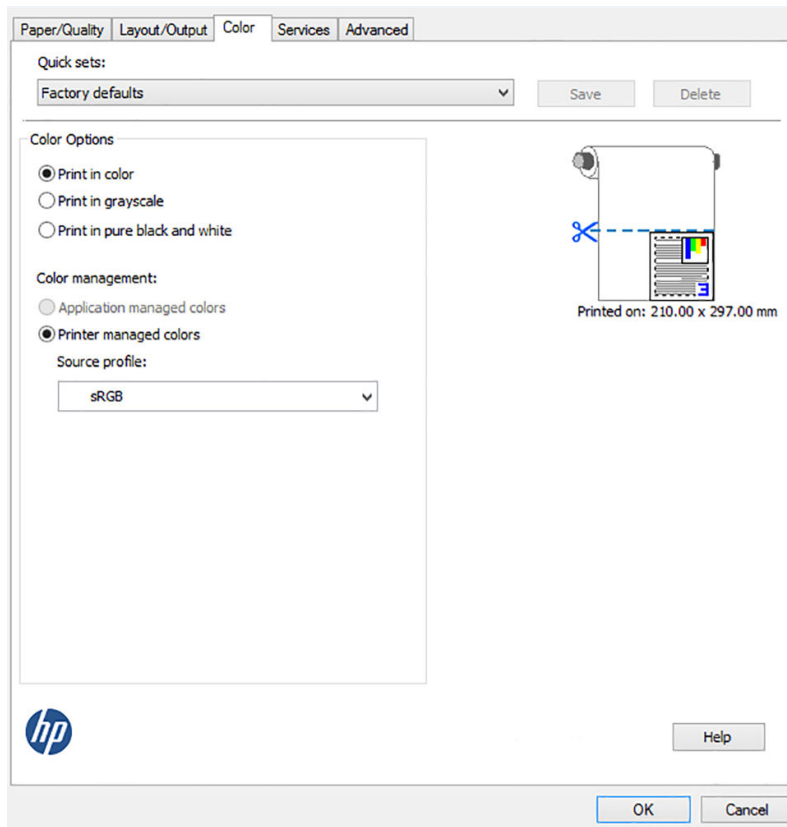 Paper/Quality Layout/Output Color Services Advanced
Quick sets:
Factory defaults Save Delete
Color Options
Print in color
Print in grayscale
Print in pure black and white
Color management:
Application managed colors
Printer managed colors
Source profile:
sRGB
3
Printed on: 210.00 x 297.00 mm
hp
Help
OK Cancel